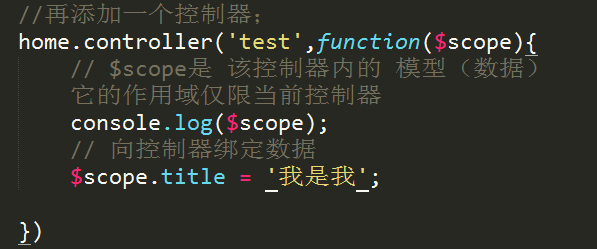 //再添加一个控制器；
home.controller('test',function($scope){
// $scope是 该控制器内的 模型（数据）
它的作用域仅限当前控制器
console.log($scope);
// 向控制器绑定数据
$scope.title = '我是我';
})